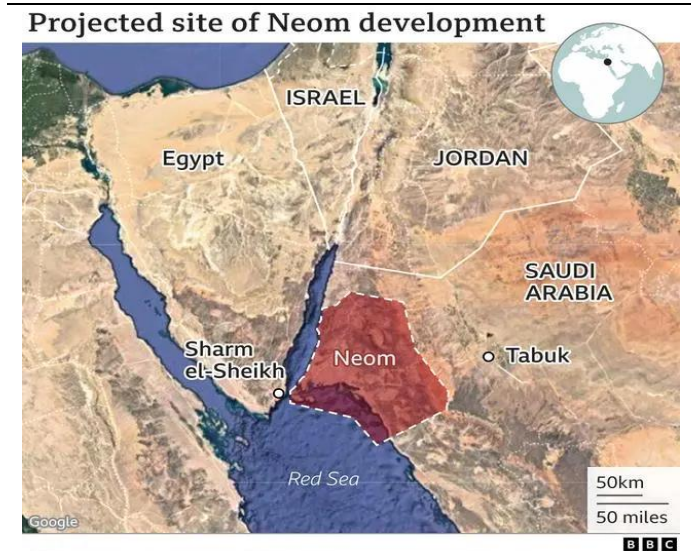 Projected site of Neom development
ISRAEL
Egypt
JORDAN
SAUDI
ARABIA
Sharm
el-Sheikh
Neom
Tabuk
Red Sea
50km
50 miles
Google
BBC